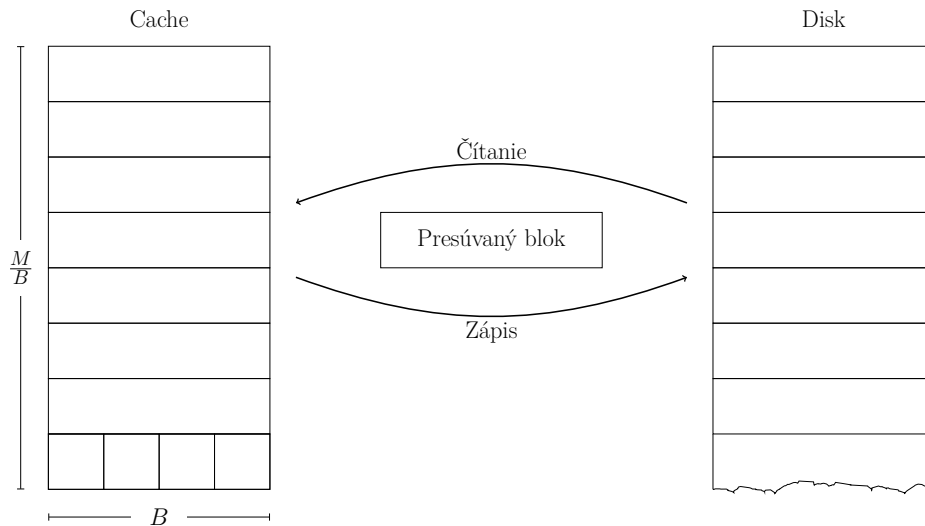 Cache
Disk
Čítanie
Presúvaný blok
M
B
Zápis
B